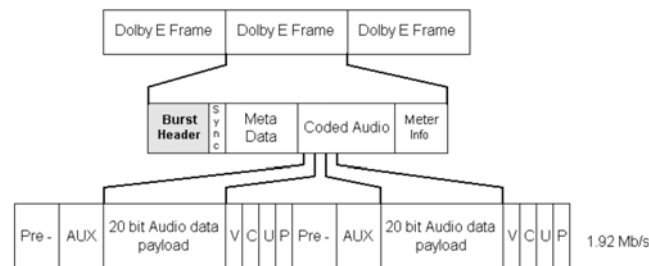 Dolby E Frame Dolby E Frame Dolby E Frame
Burst Header Sync Meta Data Coded Audio Meter Info
Pre - AUX 20 bit Audio data payload V C U P Pre - AUX 20 bit Audio data payload V C U P 1.92 Mb/s